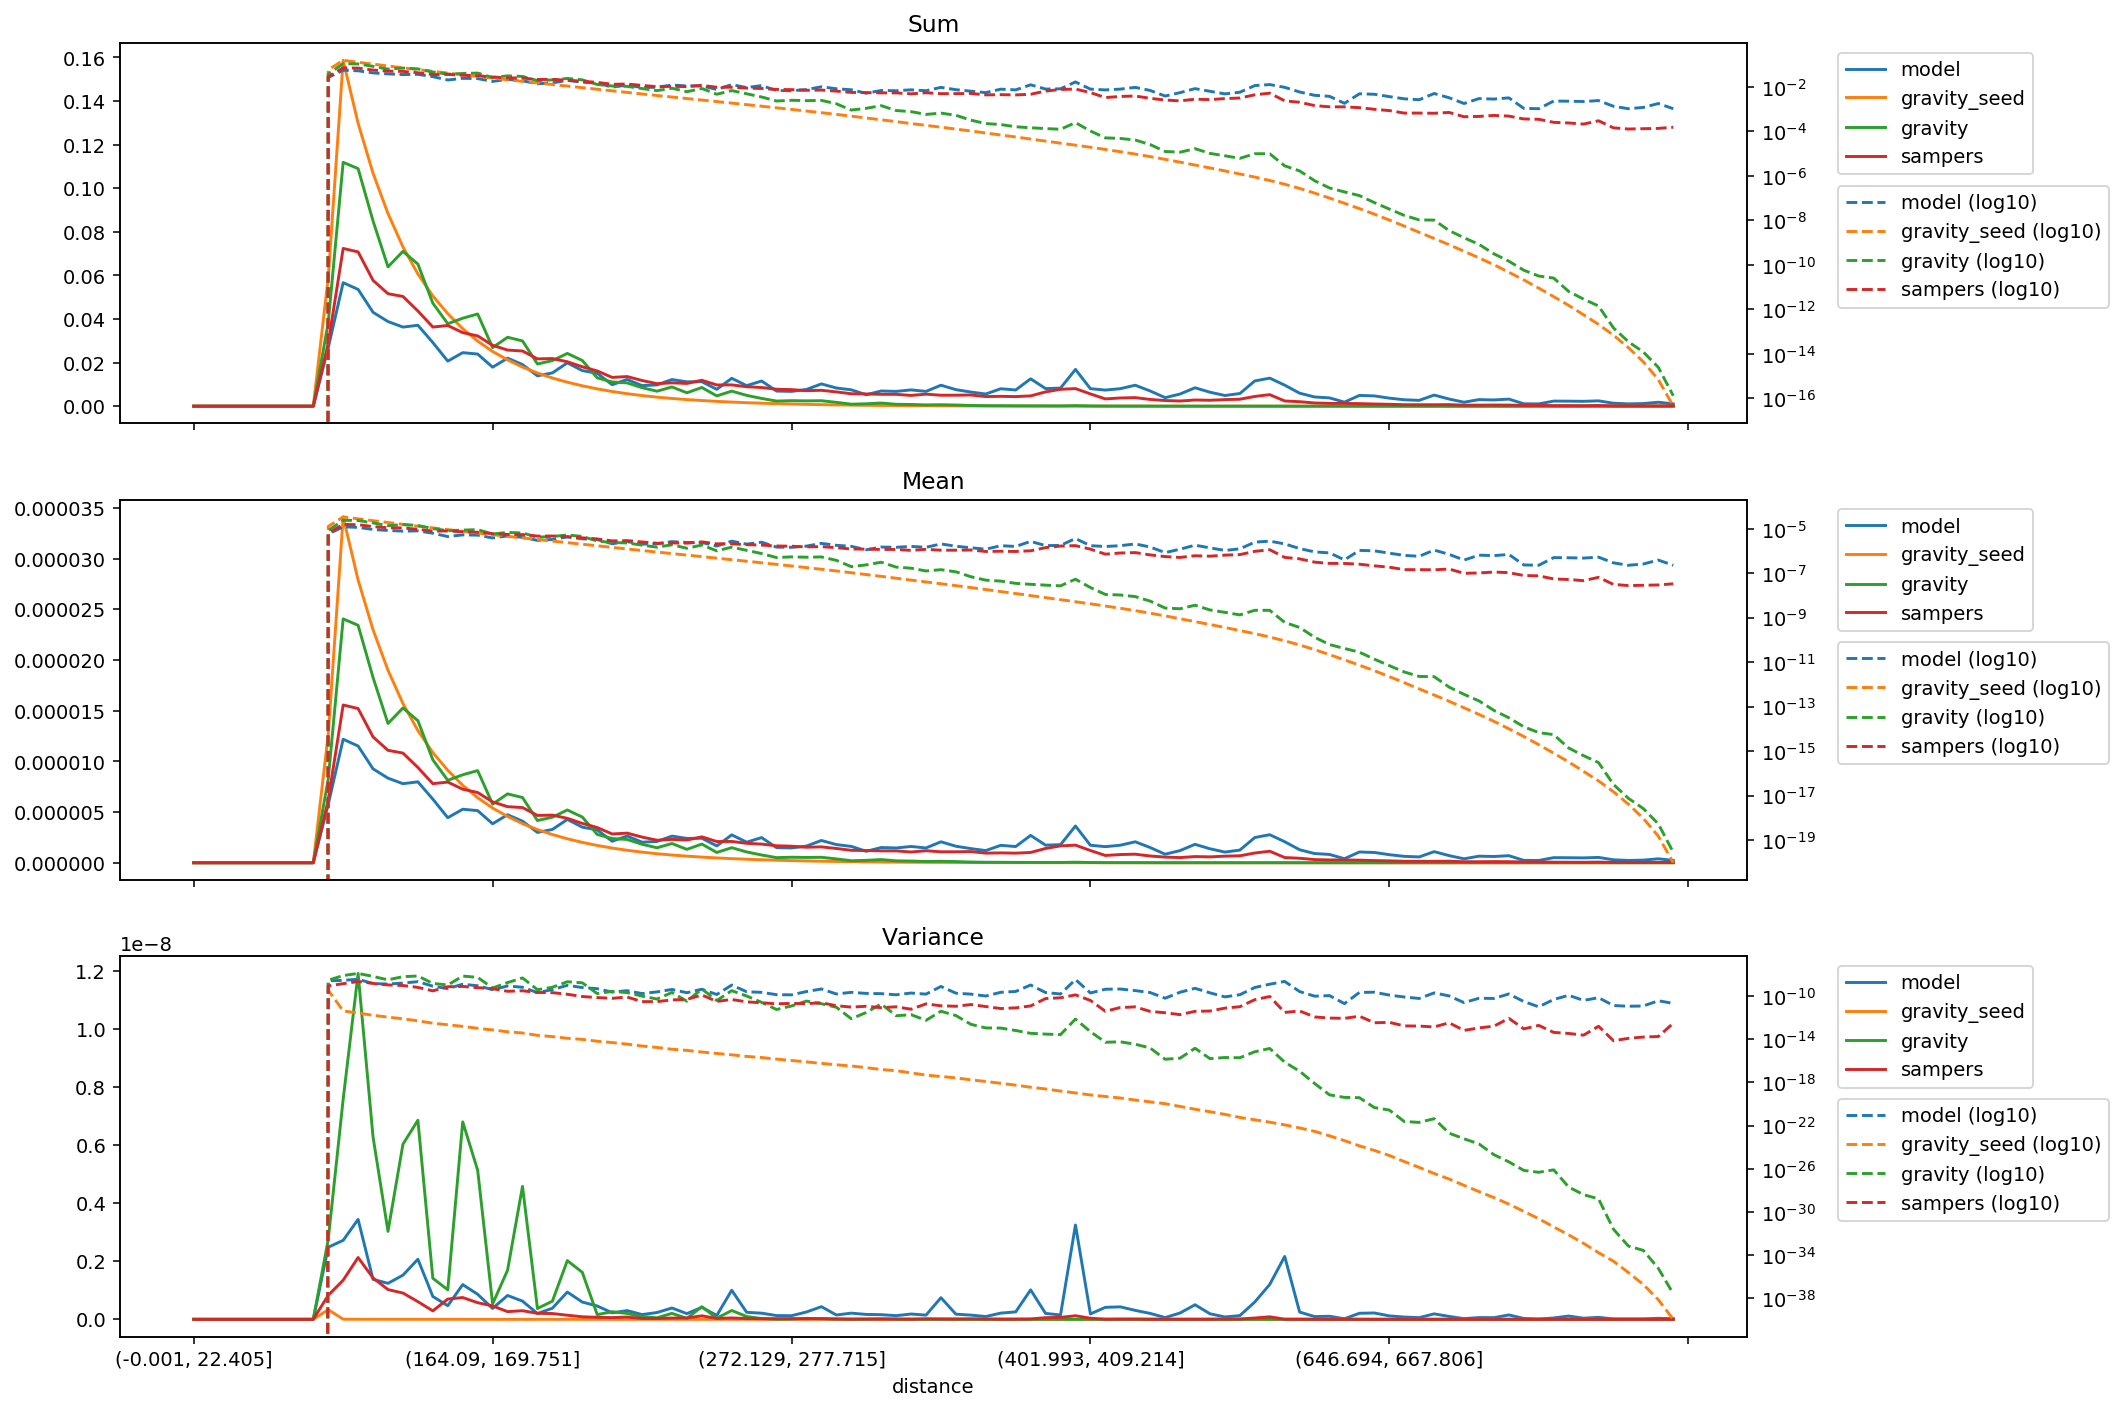 Sum
0.16
0.14
0.12
0.10
0.08
0.06
0.04
0.02
0.00
10⁻²
10⁻⁴
10⁻⁶
10⁻⁸
10⁻¹⁰
10⁻¹²
10⁻¹⁴
10⁻¹⁶
model
gravity_seed
gravity
sampers
model (log10)
gravity_seed (log10)
gravity (log10)
sampers (log10)
Mean
0.000035
0.000030
0.000025
0.000020
0.000015
0.000010
0.000005
0.000000
10⁻⁵
10⁻⁷
10⁻⁹
10⁻¹¹
10⁻¹³
10⁻¹⁵
10⁻¹⁷
10⁻¹⁹
model
gravity_seed
gravity
sampers
model (log10)
gravity_seed (log10)
gravity (log10)
sampers (log10)
Variance
1e−8
1.2
1.0
0.8
0.6
0.4
0.2
0.0
10⁻¹⁰
10⁻¹⁴
10⁻¹⁸
10⁻²²
10⁻²⁶
10⁻³⁰
10⁻³⁴
10⁻³⁸
model
gravity_seed
gravity
sampers
model (log10)
gravity_seed (log10)
gravity (log10)
sampers (log10)
(-0.001, 22.405]
(164.09, 169.751]
(272.129, 277.715]
(401.993, 409.214]
(646.694, 667.806]
distance